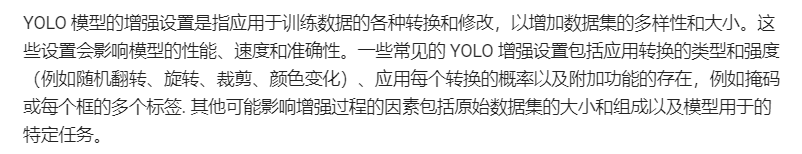 YOLO 模型的增强设置是指应用于训练数据的各种转换和修改，以增加数据集的多样性和大小。这
些设置会影响模型的性能、速度和准确性。一些常见的 YOLO 增强设置包括应用转换的类型和强度
（例如随机翻转、旋转、裁剪、颜色变化）、应用每个转换的概率以及附加功能的存在，例如掩码
或每个框的多个标签. 其他可能影响增强过程的因素包括原始数据集的大小和组成以及模型用于的
特定任务。